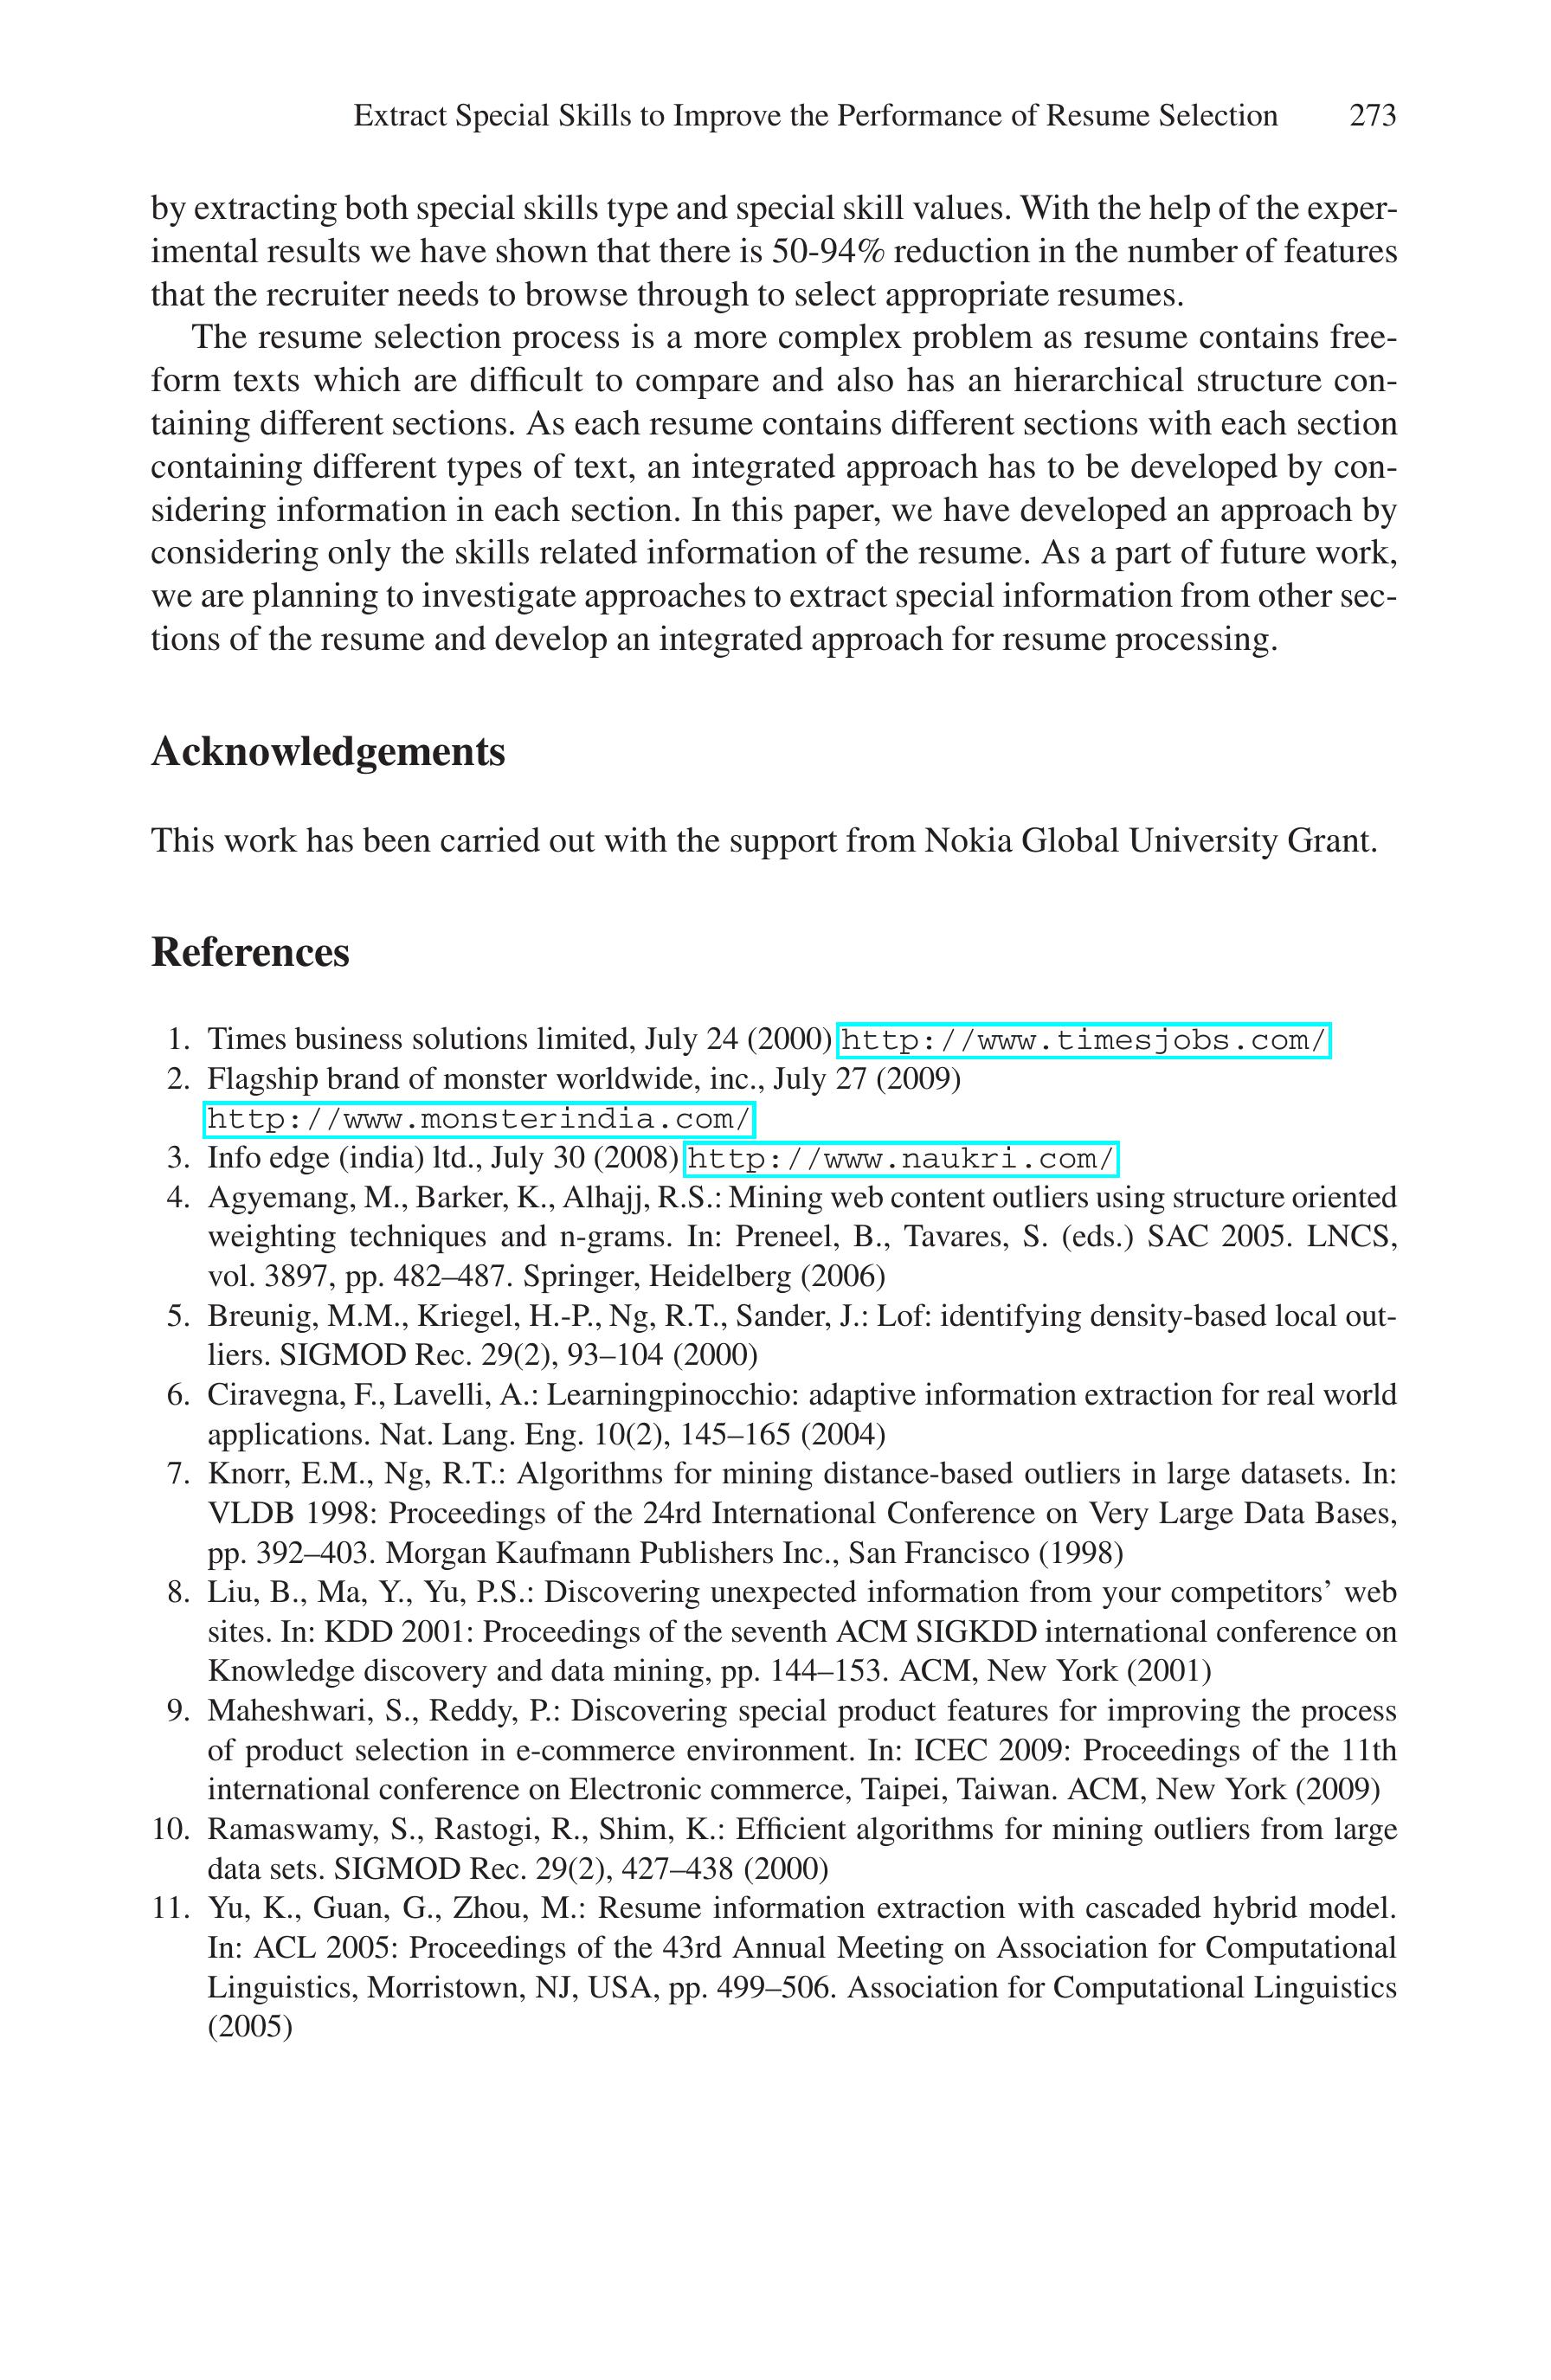 Extract Special Skills to Improve the Performance of Resume Selection 273
by extracting both special skills type and special skill values. With the help of the exper-
imental results we have shown that there is 50-94% reduction in the number of features
that the recruiter needs to browse through to select appropriate resumes.
The resume selection process is a more complex problem as resume contains free-
form texts which are difficult to compare and also has an hierarchical structure con-
taining different sections. As each resume contains different sections with each section
containing different types of text, an integrated approach has to be developed by con-
sidering information in each section. In this paper, we have developed an approach by
considering only the skills related information of the resume. As a part of future work,
we are planning to investigate approaches to extract special information from other sec-
tions of the resume and develop an integrated approach for resume processing.
Acknowledgements
This work has been carried out with the support from Nokia Global University Grant.
References
1. Times business solutions limited, July 24 (2000) http://www.timesjobs.com/
2. Flagship brand of monster worldwide, inc., July 27 (2009)
http://www.monsterindia.com/
3. Info edge (india) ltd., July 30 (2008) http://www.naukri.com/
4. Agyemang, M., Barker, K., Alhajj, R.S.: Mining web content outliers using structure oriented
weighting techniques and n-grams. In: Preneel, B., Tavares, S. (eds.) SAC 2005. LNCS,
vol. 3897, pp. 482–487. Springer, Heidelberg (2006)
5. Breunig, M.M., Kriegel, H.-P., Ng, R.T., Sander, J.: Lof: identifying density-based local out-
liers. SIGMOD Rec. 29(2), 93–104 (2000)
6. Ciravegna, F., Lavelli, A.: Learningpinocchio: adaptive information extraction for real world
applications. Nat. Lang. Eng. 10(2), 145–165 (2004)
7. Knorr, E.M., Ng, R.T.: Algorithms for mining distance-based outliers in large datasets. In:
VLDB 1998: Proceedings of the 24rd International Conference on Very Large Data Bases,
pp. 392–403. Morgan Kaufmann Publishers Inc., San Francisco (1998)
8. Liu, B., Ma, Y., Yu, P.S.: Discovering unexpected information from your competitors’ web
sites. In: KDD 2001: Proceedings of the seventh ACM SIGKDD international conference on
Knowledge discovery and data mining, pp. 144–153. ACM, New York (2001)
9. Maheshwari, S., Reddy, P.: Discovering special product features for improving the process
of product selection in e-commerce environment. In: ICEC 2009: Proceedings of the 11th
international conference on Electronic commerce, Taipei, Taiwan. ACM, New York (2009)
10. Ramaswamy, S., Rastogi, R., Shim, K.: Efficient algorithms for mining outliers from large
data sets. SIGMOD Rec. 29(2), 427–438 (2000)
11. Yu, K., Guan, G., Zhou, M.: Resume information extraction with cascaded hybrid model.
In: ACL 2005: Proceedings of the 43rd Annual Meeting on Association for Computational
Linguistics, Morristown, NJ, USA, pp. 499–506. Association for Computational Linguistics
(2005)